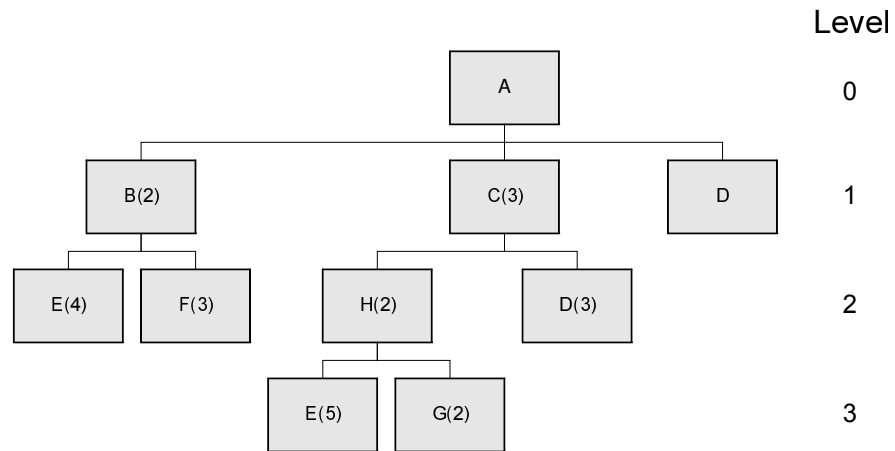 Level
A
0
B(2)
C(3)
D
1
E(4)
F(3)
H(2)
D(3)
2
E(5)
G(2)
3